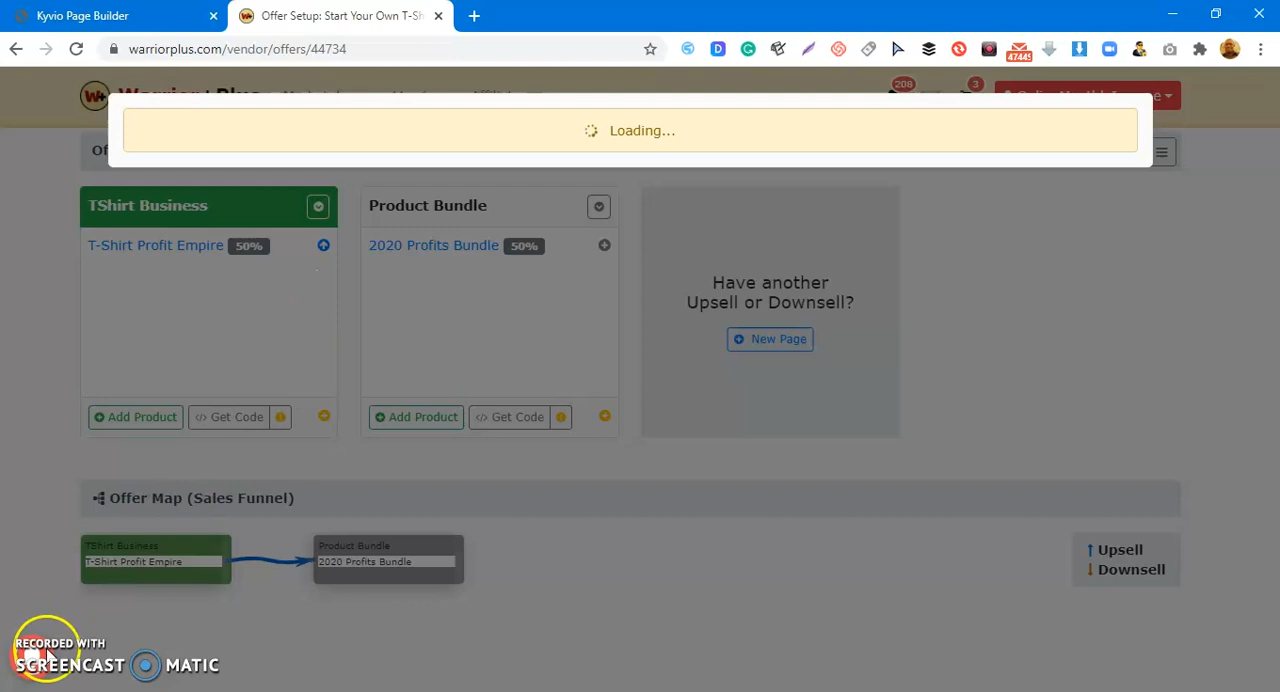 Kyvio Page Builder
Offer Setup: Start Your Own T-Sh
warriorplus.com/vendor/offers/44734
47445
208
3
Loading...
TShirt Business
T-Shirt Profit Empire 50%
Add Product
Get Code
Product Bundle
2020 Profits Bundle 50%
Add Product
Get Code
Have another
Upsell or Downsell?
New Page
Offer Map (Sales Funnel)
TShirt Business
T-Shirt Profit Empire
Product Bundle
2020 Profits Bundle
Upsell
Downsell
RECORDED WITH
SCREENCAST MATIC